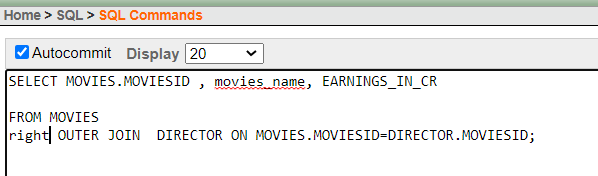 Home > SQL > SQL Commands
Autocommit Display 20
SELECT MOVIES.MOVIESID , movies_name, EARNINGS_IN_CR
FROM MOVIES
right OUTER JOIN  DIRECTOR ON MOVIES.MOVIESID=DIRECTOR.MOVIESID;